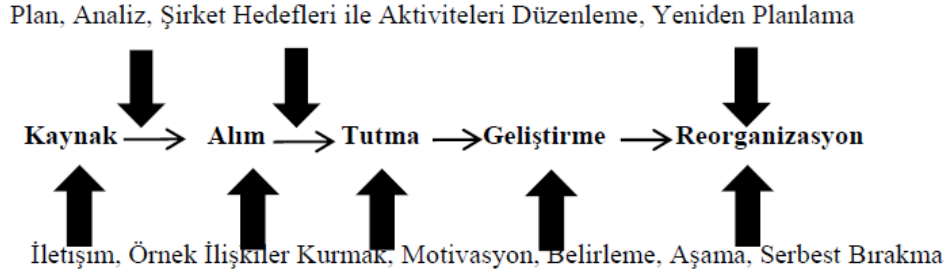 Plan, Analiz, Şirket Hedefleri ile Aktiviteleri Düzenleme, Yeniden Planlama
Kaynak Alım Tutma Geliştirme Reorganizasyon
İletişim, Örnek İlişkiler Kurmak, Motivasyon, Belirleme, Aşama, Serbest Bırakma